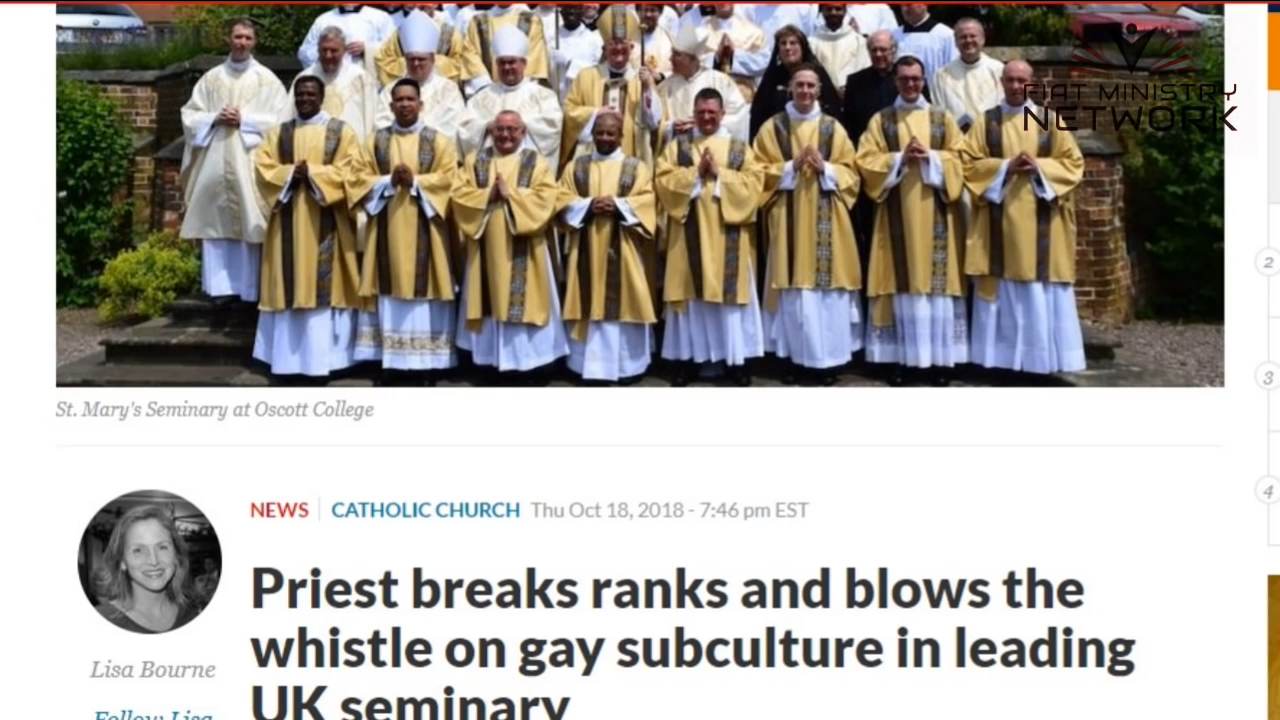 FIAT MINISTRY
NETWORK
2
St. Mary's Seminary at Oscott College
3
NEWS CATHOLIC CHURCH Thu Oct 18, 2018 - 7:46 pm EST
4
Priest breaks ranks and blows the
whistle on gay subculture in leading
UK seminary
Lisa Bourne
Follow Lisa